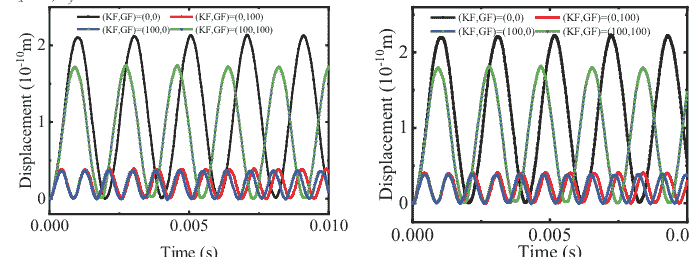 (KF,GF)=(0,0) (KF,GF)=(0,100)
(KF,GF)=(100,0) (KF,GF)=(100,100)
Displacement (10⁻¹⁰m)
2
1
0
0.000 0.005 0.010
Time (s)
(KF,GF)=(0,0) (KF,GF)=(0,100)
(KF,GF)=(100,0) (KF,GF)=(100,100)
Displacement (10⁻¹⁰m)
2
1
0
0.000 0.005 0.0
Time (s)